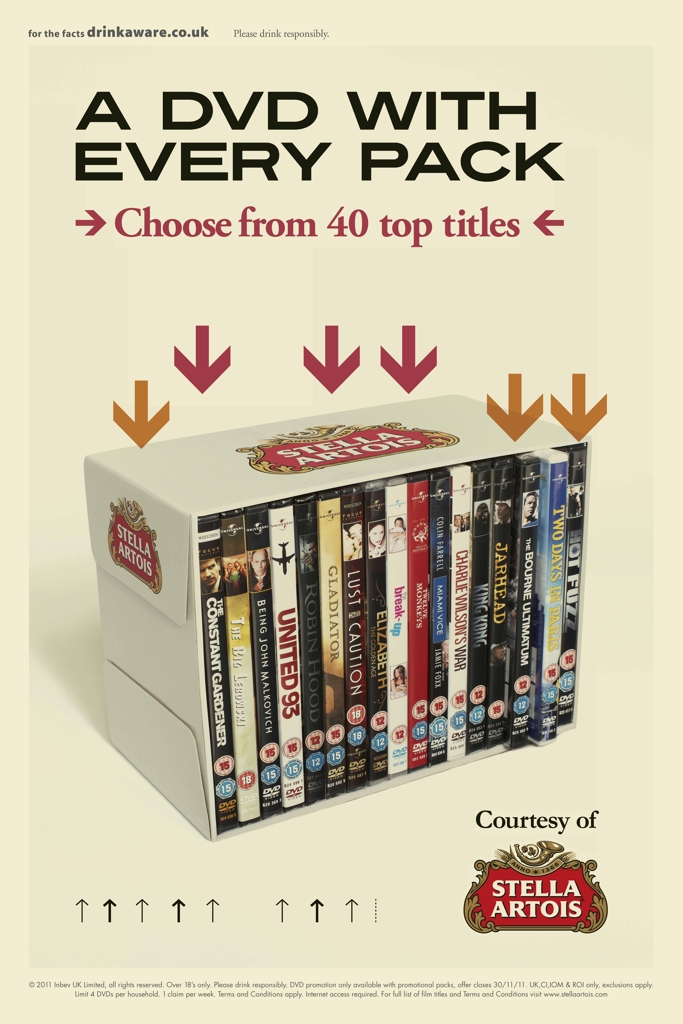 for the facts drinkaware.co.uk Please drink responsibly.
A DVD WITH
EVERY PACK
Choose from 40 top titles
STELLA
ARTOIS
STELLA
ARTOIS
THE CONSTANT GARDENER
THE BIG LEBOWSKI
BEING JOHN MALKOVICH
UNITED 93
ROBIN HOOD
GLADIATOR
LUST CAUTION
ELIZABETH THE GOLDEN AGE
the break-up
TWELVE MONKEYS
COLIN FARRELL MIAMI VICE JAMIE FOXX
CHARLIE WILSON'S WAR
KING KONG
JARHEAD
THE BOURNE ULTIMATUM
TWO DAYS IN PARIS
HOT FUZZ
Courtesy of
ANNO 1366
STELLA
ARTOIS
© 2011 Inbev UK Limited, all rights reserved. Over 18's only. Please drink responsibly. DVD promotion only available with promotional packs, offer closes 30/11/11. UK,CI,IOM & ROI only, exclusions apply.
Limit 4 DVDs per household. 1 claim per week. Terms and Conditions apply. Internet access required. For full list of film titles and Terms and Conditions visit www.stellaartois.com